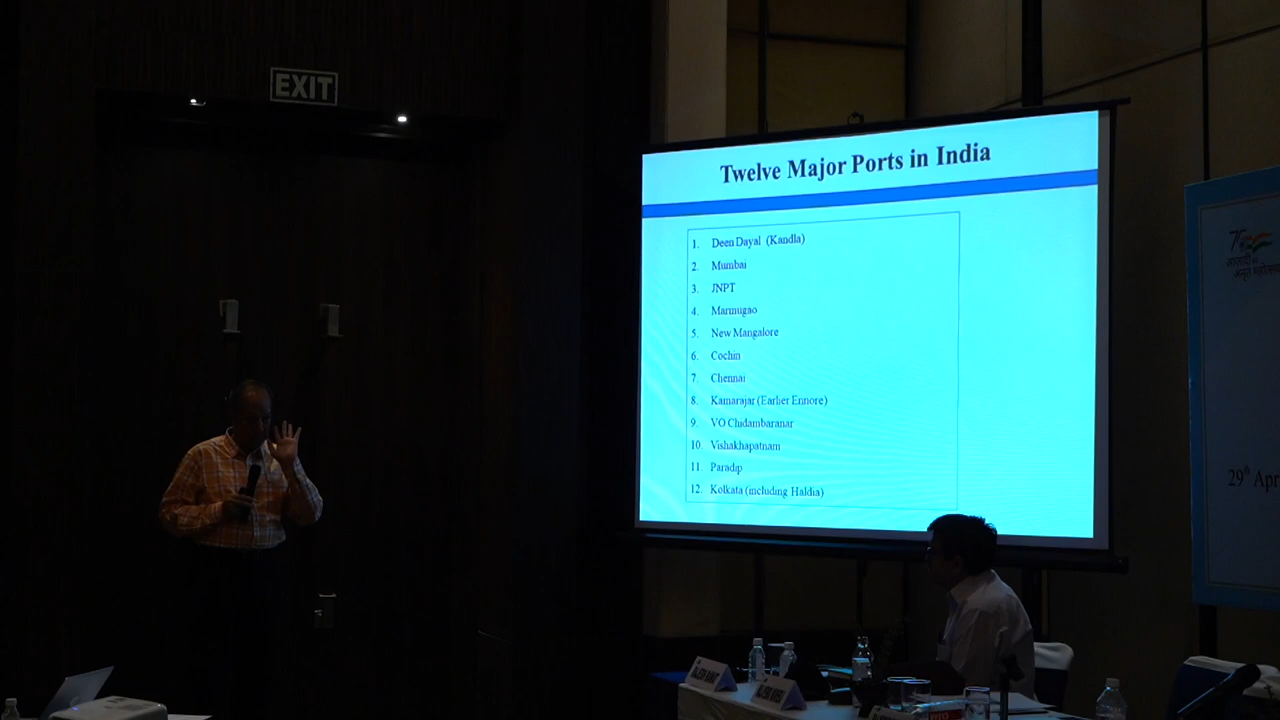 EXIT
Twelve Major Ports in India
1. Deen Dayal (Kandla)
2. Mumbai
3. JNPT
4. Marmugao
5. New Mangalore
6. Cochin
7. Chennai
8. Kamarajar (Earlier Ennore)
9. VO Chidambaranar
10. Vishakhapatnam
11. Paradip
12. Kolkata (including Haldia)
29th Apr